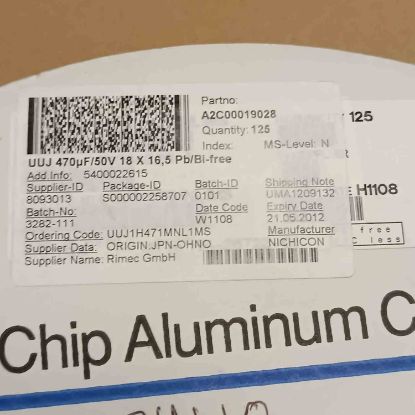 Partno:
A2C00019028
Quantity: 125
Index: MS-Level: N
UUJ 470µF/50V 18 X 16,5 Pb/Bi-free
Add.Info: 5400022615
Supplier-ID Package-ID Batch-ID Shipping Note
8093013 S000002258707 0101 UMA1209132
Batch-No: Date Code Expiry Date
3282-111 W1108 21.05.2012
Ordering Code: UUJ1H471MNL1MS Manufacturer
Supplier Data: ORIGIN:JPN-OHNO NICHICON
Supplier Name: Rimec GmbH
125
H1108
free
less
Chip Aluminum C